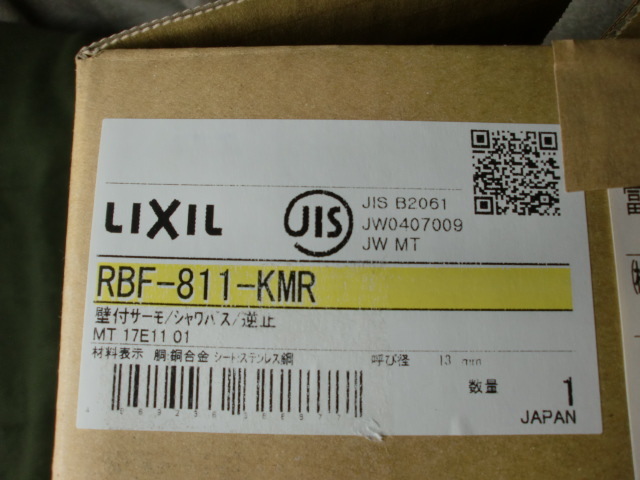 LIXIL
JIS
JIS B2061
JW0407009
JW MT
RBF-811-KMR
壁付サーモ/シャワバス/逆止
MT 17E11 01
材料表示 胴:銅合金 シート:ステンレス鋼 呼び径 13 mm
数量 1
JAPAN
富